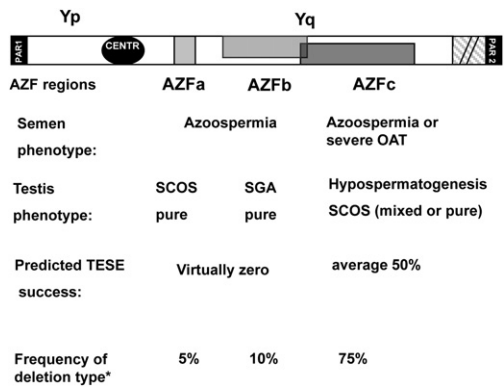 Yp Yq
PAR1 CENTR PAR 2
AZF regions AZFa AZFb AZFc
Semen phenotype: Azoospermia Azoospermia or severe OAT
Testis phenotype: SCOS pure SGA pure Hypospermatogenesis SCOS (mixed or pure)
Predicted TESE success: Virtually zero average 50%
Frequency of deletion type* 5% 10% 75%